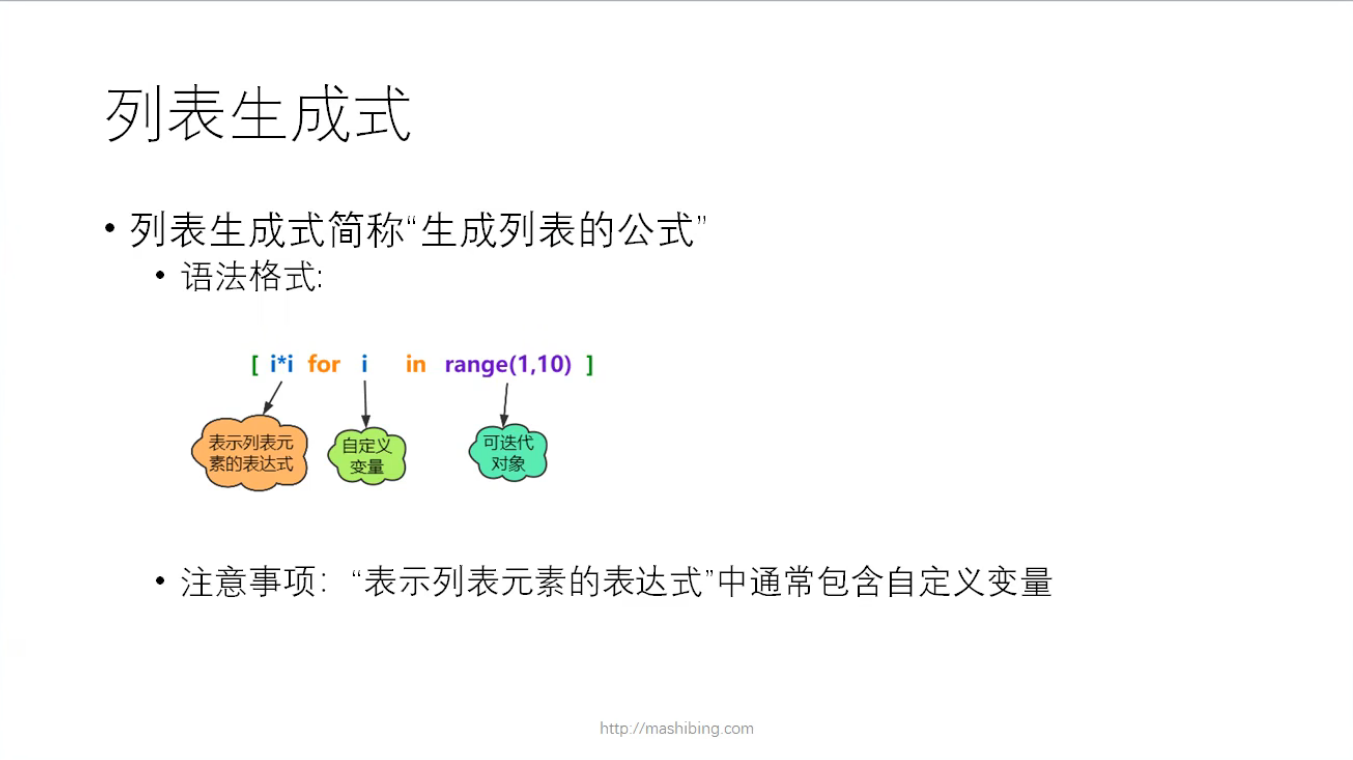 列表生成式
• 列表生成式简称“生成列表的公式”
• 语法格式:
[ i*i for i in range(1,10) ]
表示列表元
素的表达式
自定义
变量
可迭代
对象
• 注意事项：“表示列表元素的表达式”中通常包含自定义变量
http://mashibing.com